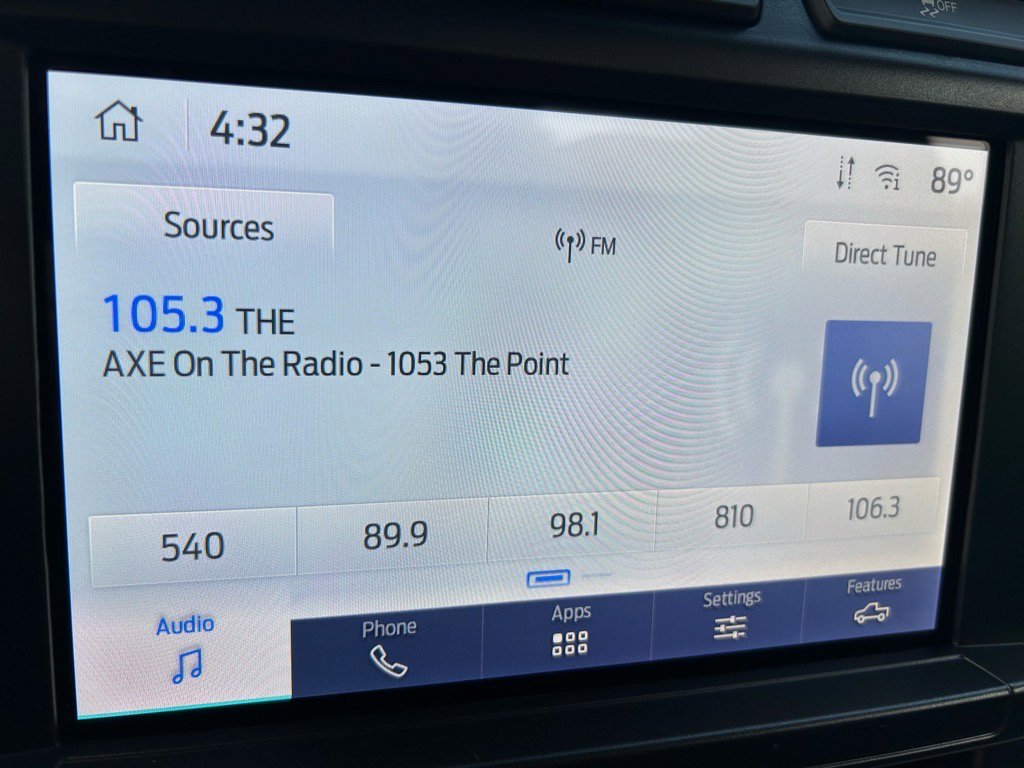 OFF
4:32
89°
Sources
FM
Direct Tune
105.3 THE
AXE On The Radio - 1053 The Point
540
89.9
98.1
810
106.3
Audio
Phone
Apps
Settings
Features